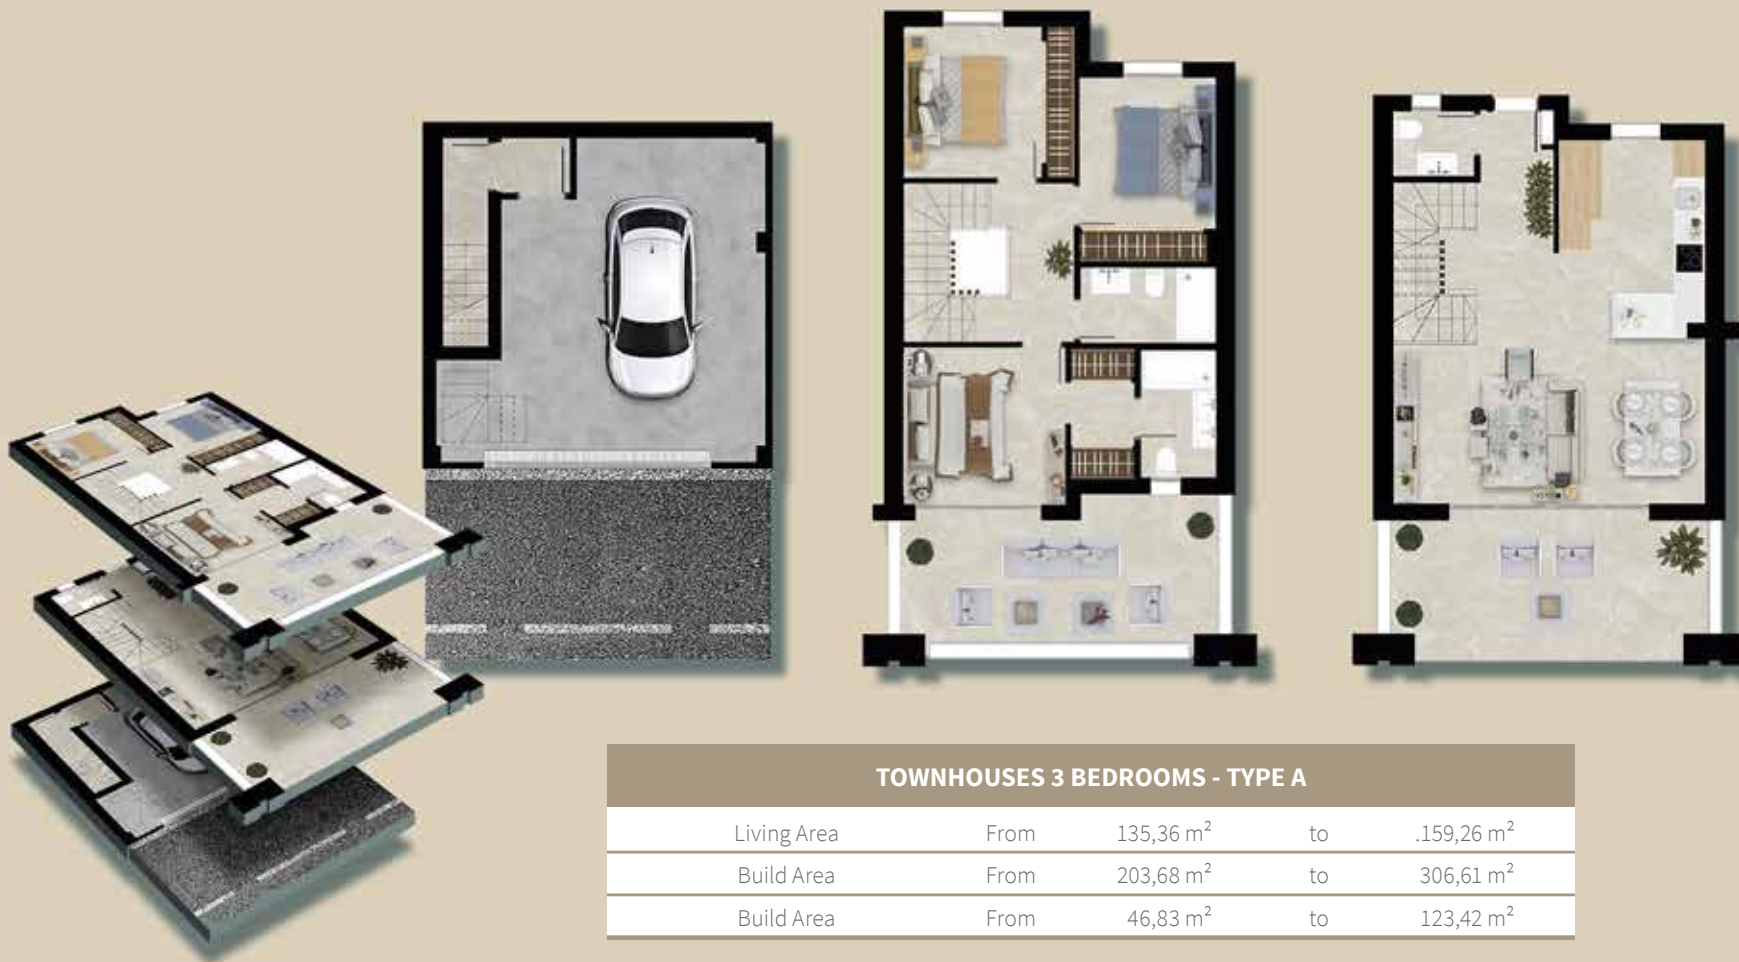 TOWNHOUSES 3 BEDROOMS - TYPE A
Living Area From 135,36 m² to .159,26 m²
Build Area From 203,68 m² to 306,61 m²
Build Area From 46,83 m² to 123,42 m²